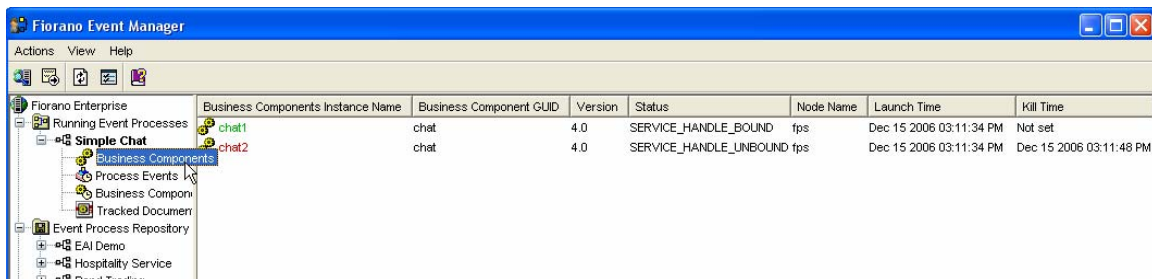 Fiorano Event Manager
Actions View Help
Fiorano Enterprise
Running Event Processes
Simple Chat
Business Components
Process Events
Business Compon
Tracked Documen
Event Process Repository
EAI Demo
Hospitality Service
Business Components Instance Name Business Component GUID Version Status Node Name Launch Time Kill Time
chat1 chat 4.0 SERVICE_HANDLE_BOUND fps Dec 15 2006 03:11:34 PM Not set
chat2 chat 4.0 SERVICE_HANDLE_UNBOUND fps Dec 15 2006 03:11:34 PM Dec 15 2006 03:11:48 PM